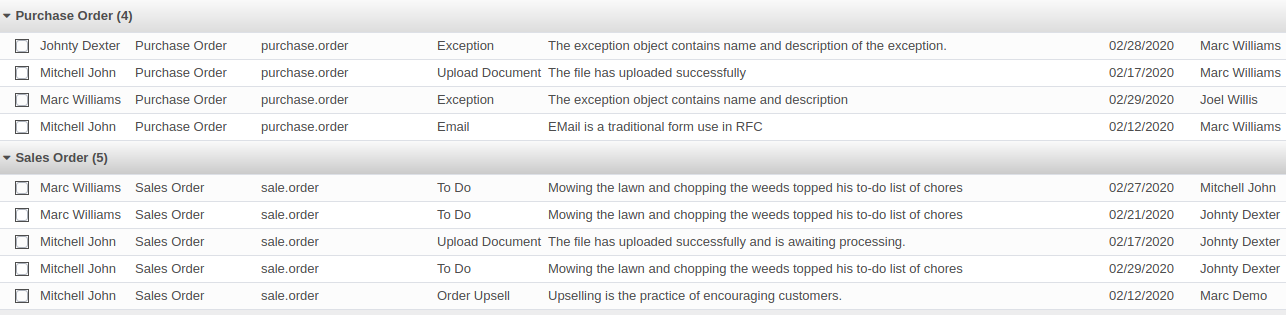 Purchase Order (4)
Johnty Dexter Purchase Order purchase.order Exception The exception object contains name and description of the exception. 02/28/2020 Marc Williams
Mitchell John Purchase Order purchase.order Upload Document The file has uploaded successfully 02/17/2020 Marc Williams
Marc Williams Purchase Order purchase.order Exception The exception object contains name and description 02/29/2020 Joel Willis
Mitchell John Purchase Order purchase.order Email EMail is a traditional form use in RFC 02/12/2020 Marc Williams
Sales Order (5)
Marc Williams Sales Order sale.order To Do Mowing the lawn and chopping the weeds topped his to-do list of chores 02/27/2020 Mitchell John
Marc Williams Sales Order sale.order To Do Mowing the lawn and chopping the weeds topped his to-do list of chores 02/21/2020 Johnty Dexter
Mitchell John Sales Order sale.order Upload Document The file has uploaded successfully and is awaiting processing. 02/17/2020 Johnty Dexter
Mitchell John Sales Order sale.order To Do Mowing the lawn and chopping the weeds topped his to-do list of chores 02/29/2020 Johnty Dexter
Mitchell John Sales Order sale.order Order Upsell Upselling is the practice of encouraging customers. 02/12/2020 Marc Demo